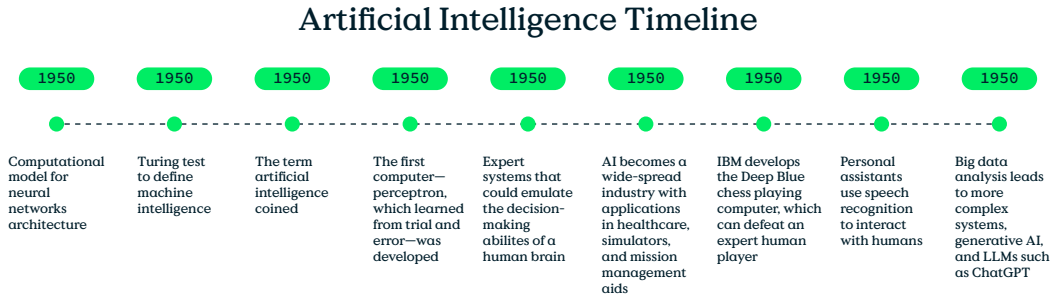 Artificial Intelligence Timeline
1950 1950 1950 1950 1950 1950 1950 1950 1950
Computational
model for
neural
networks
architecture
Turing test
to define
machine
intelligence
The term
artificial
intelligence
coined
The first
computer—
perceptron,
which learned
from trial and
error—was
developed
Expert
systems that
could emulate
the decision-
making
abilites of a
human brain
AI becomes a
wide-spread
industry with
applications
in healthcare,
simulators,
and mission
management
aids
IBM develops
the Deep Blue
chess playing
computer, which
can defeat an
expert human
player
Personal
assistants
use speech
recognition
to interact
with humans
Big data
analysis leads
to more
complex
systems,
generative AI,
and LLMs such
as ChatGPT